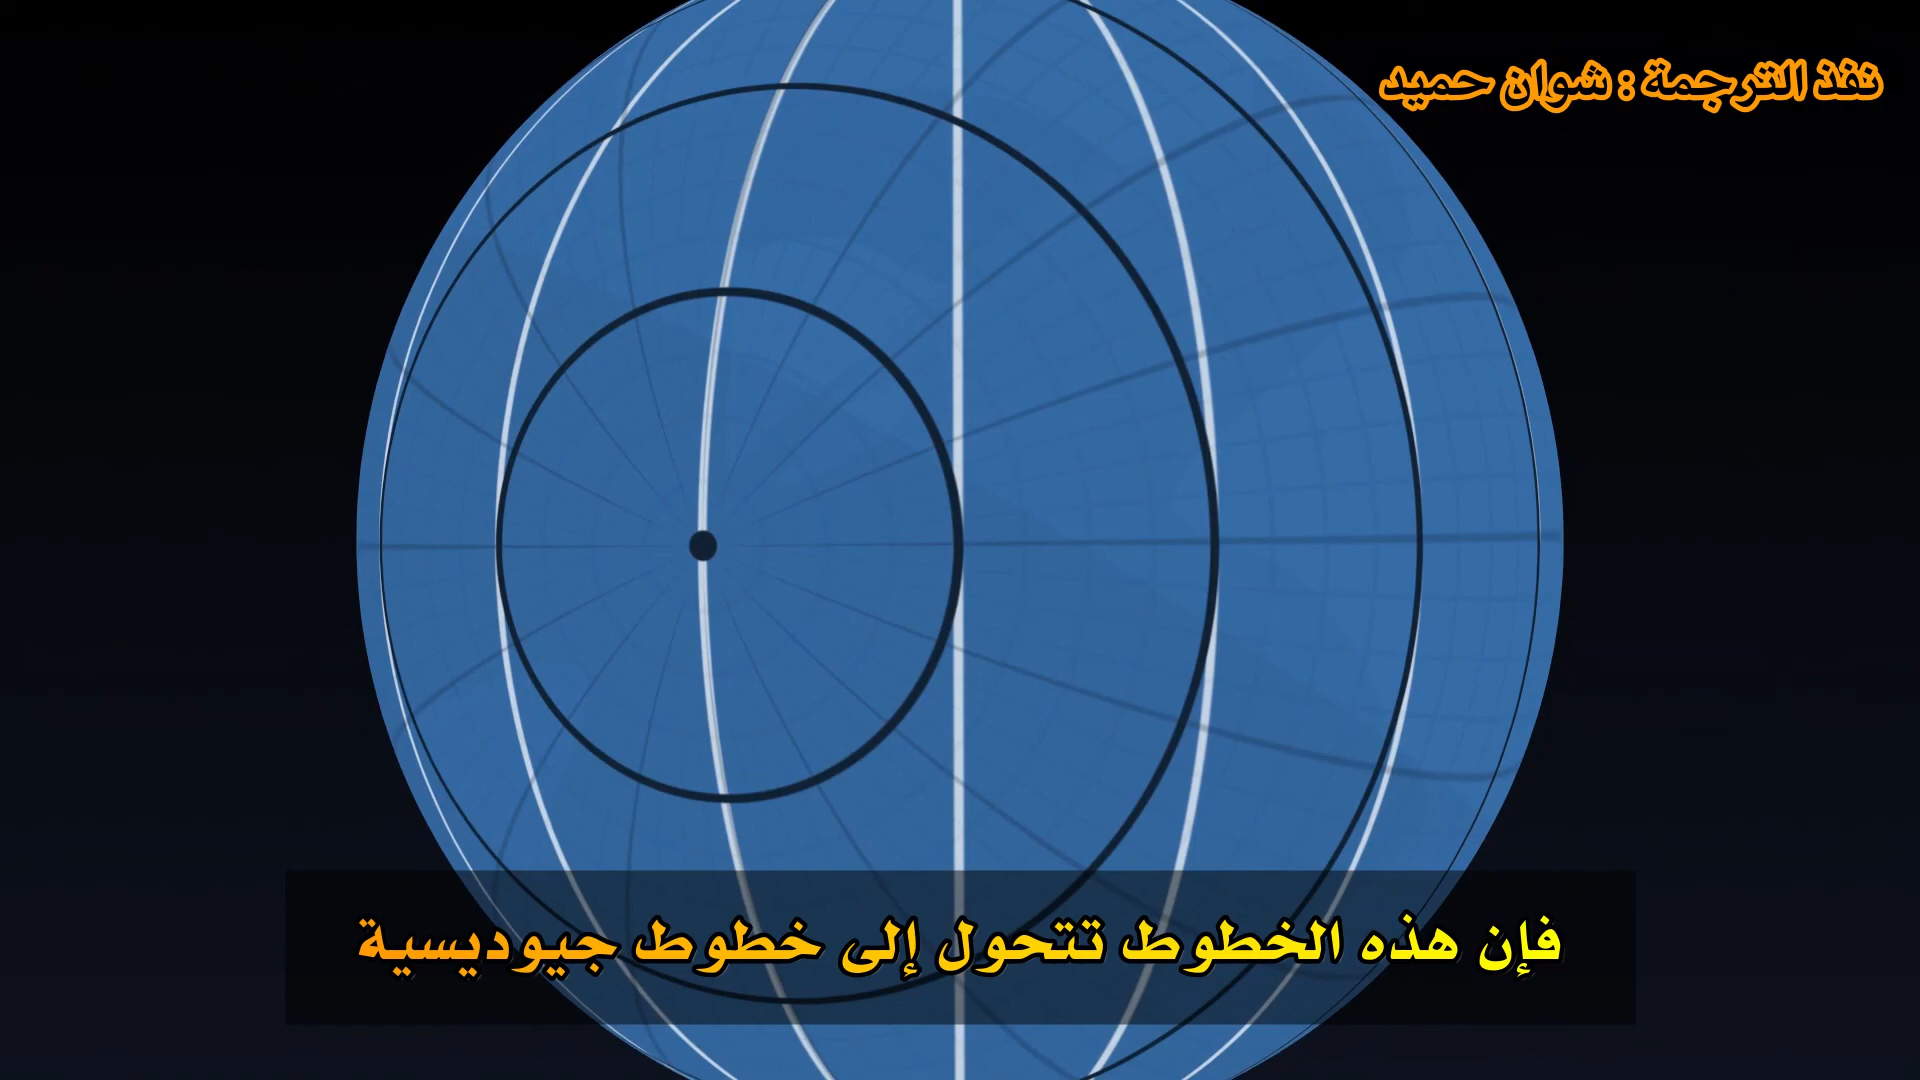 نفذ الترجمة : شوان حميد
فإن هذه الخطوط تتحول إلى خطوط جيوديسية